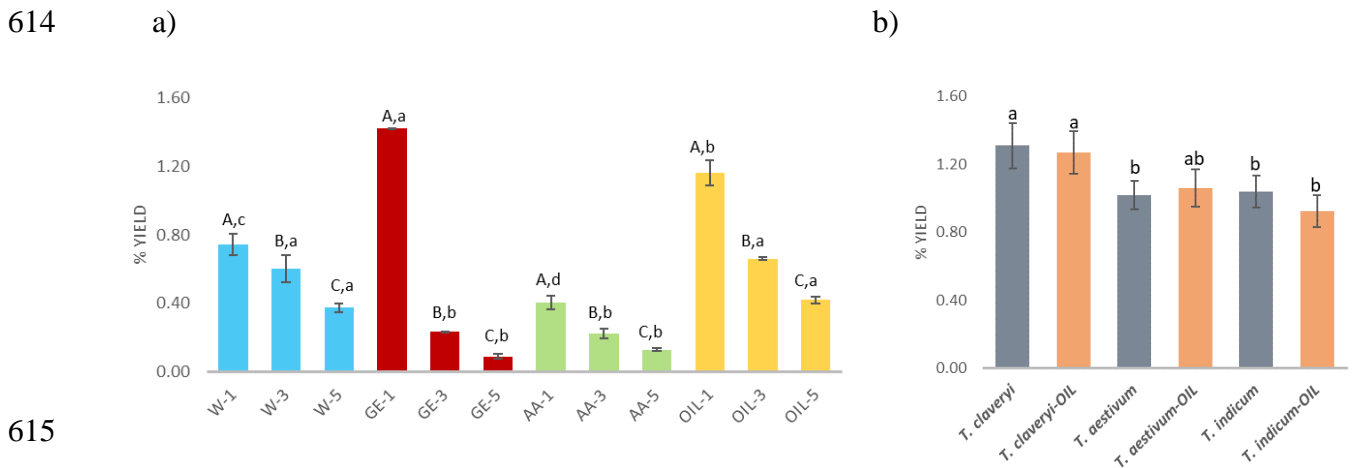 614 a) b)
1.60
1.20
0.80
0.40
0.00
% YIELD
A,c
B,a
C,a
A,a
B,b
C,b
A,d
B,b
C,b
A,b
B,a
C,a
W-1
W-3
W-5
GE-1
GE-3
GE-5
AA-1
AA-3
AA-5
OIL-1
OIL-3
OIL-5
1.60
1.20
0.80
0.40
0.00
% YIELD
a
a
b
ab
b
b
T. claveryi
T. claveryi-OIL
T. aestivum
T. aestivum-OIL
T. indicum
T. indicum-OIL
615